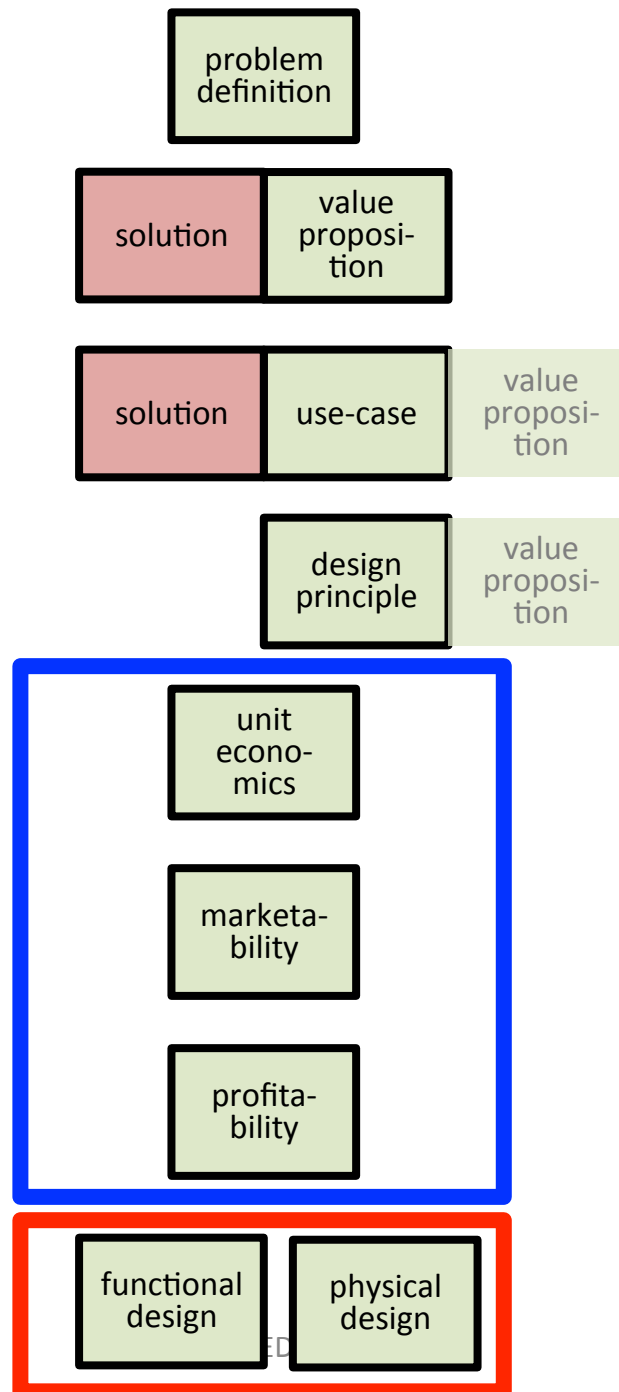 problem
definition
solution
value
proposi-
tion
solution
use-case
value
proposi-
tion
design
principle
value
proposi-
tion
unit
econo-
mics
marketa-
bility
profita-
bility
functional
design
physical
design